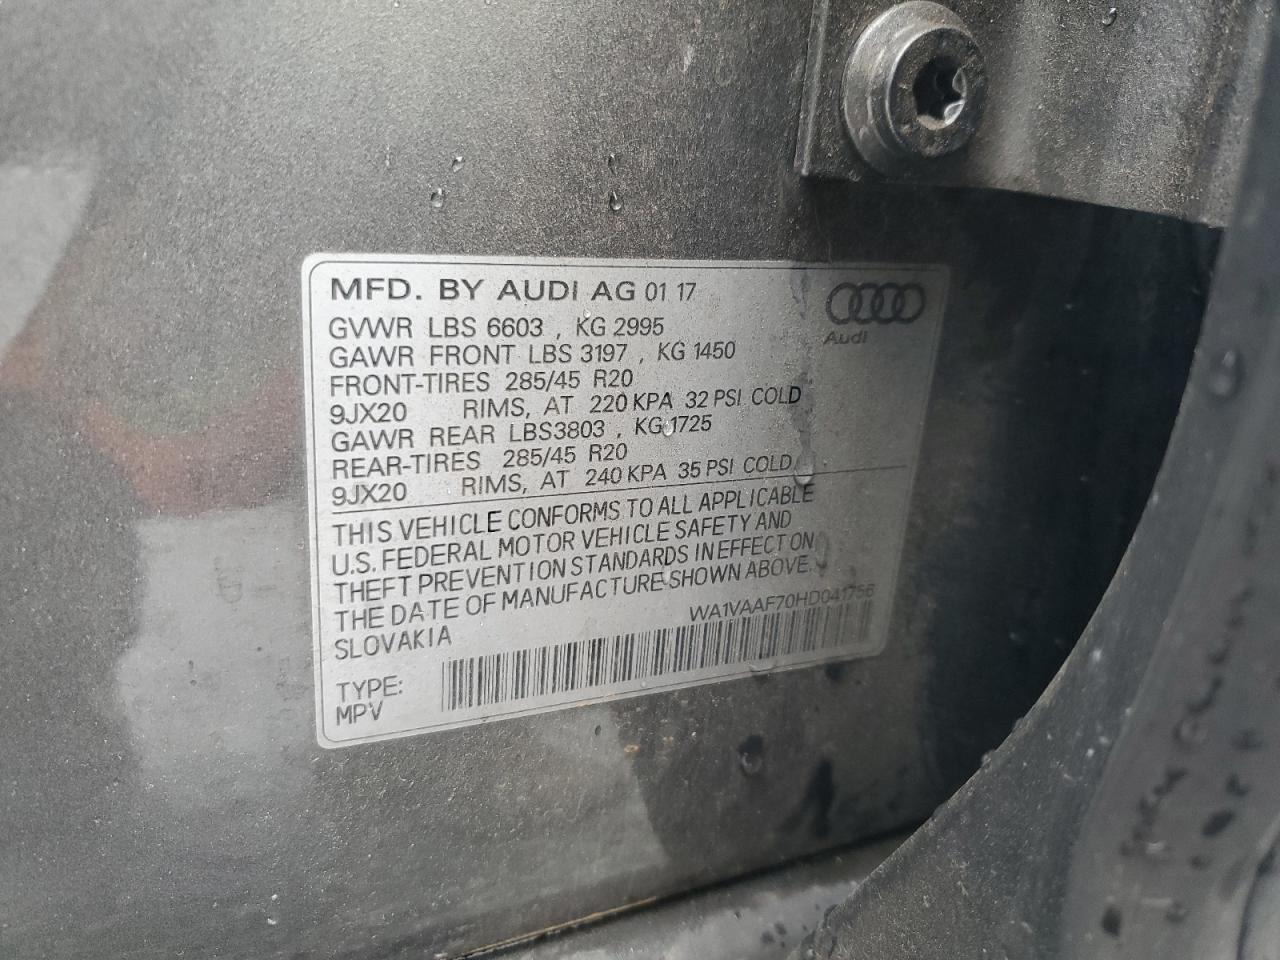 MFD. BY AUDI AG 01 17
GVWR LBS 6603 , KG 2995
GAWR FRONT LBS 3197 , KG 1450
FRONT-TIRES 285/45 R20
9JX20 RIMS, AT 220 KPA 32 PSI COLD
GAWR REAR LBS3803 , KG 1725
REAR-TIRES 285/45 R20
9JX20 RIMS, AT 240 KPA 35 PSI COLD
Audi
THIS VEHICLE CONFORMS TO ALL APPLICABLE
U.S. FEDERAL MOTOR VEHICLE SAFETY AND
THEFT PREVENTION STANDARDS IN EFFECT ON
THE DATE OF MANUFACTURE SHOWN ABOVE.
SLOVAKIA
WA1VAAF70HD041756
TYPE:
MPV